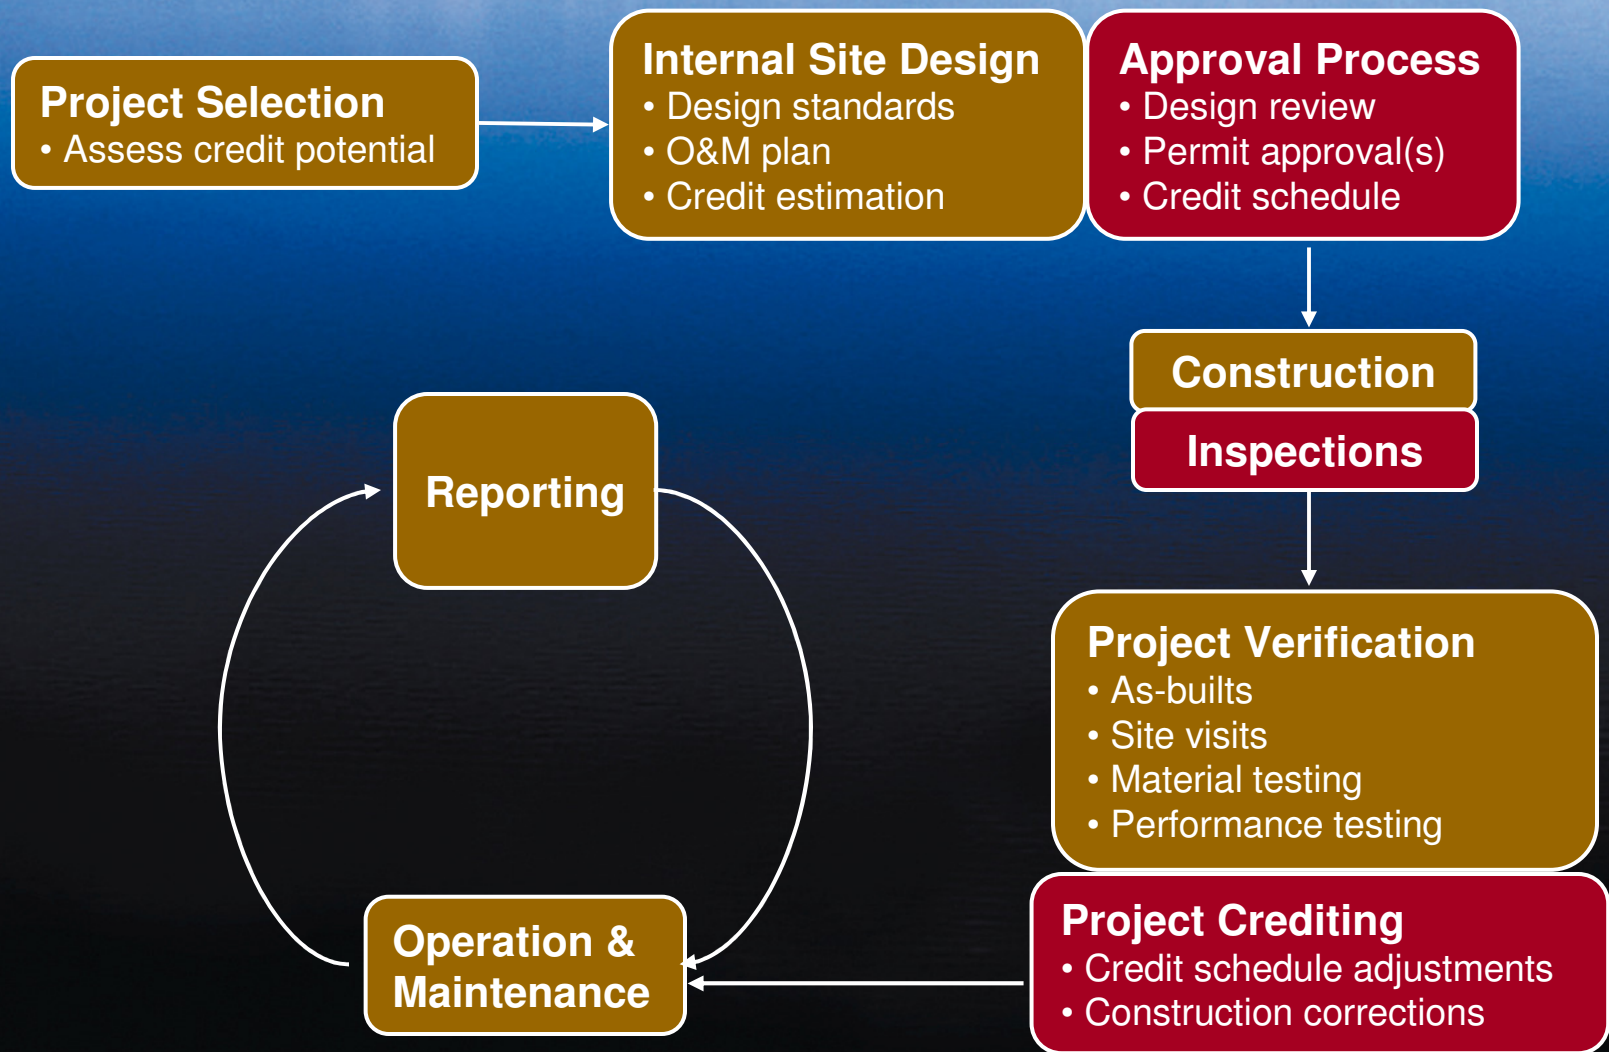 Project Selection
• Assess credit potential
Internal Site Design
• Design standards
• O&M plan
• Credit estimation
Approval Process
• Design review
• Permit approval(s)
• Credit schedule
Construction
Inspections
Project Verification
• As-builts
• Site visits
• Material testing
• Performance testing
Project Crediting
• Credit schedule adjustments
• Construction corrections
Operation &
Maintenance
Reporting